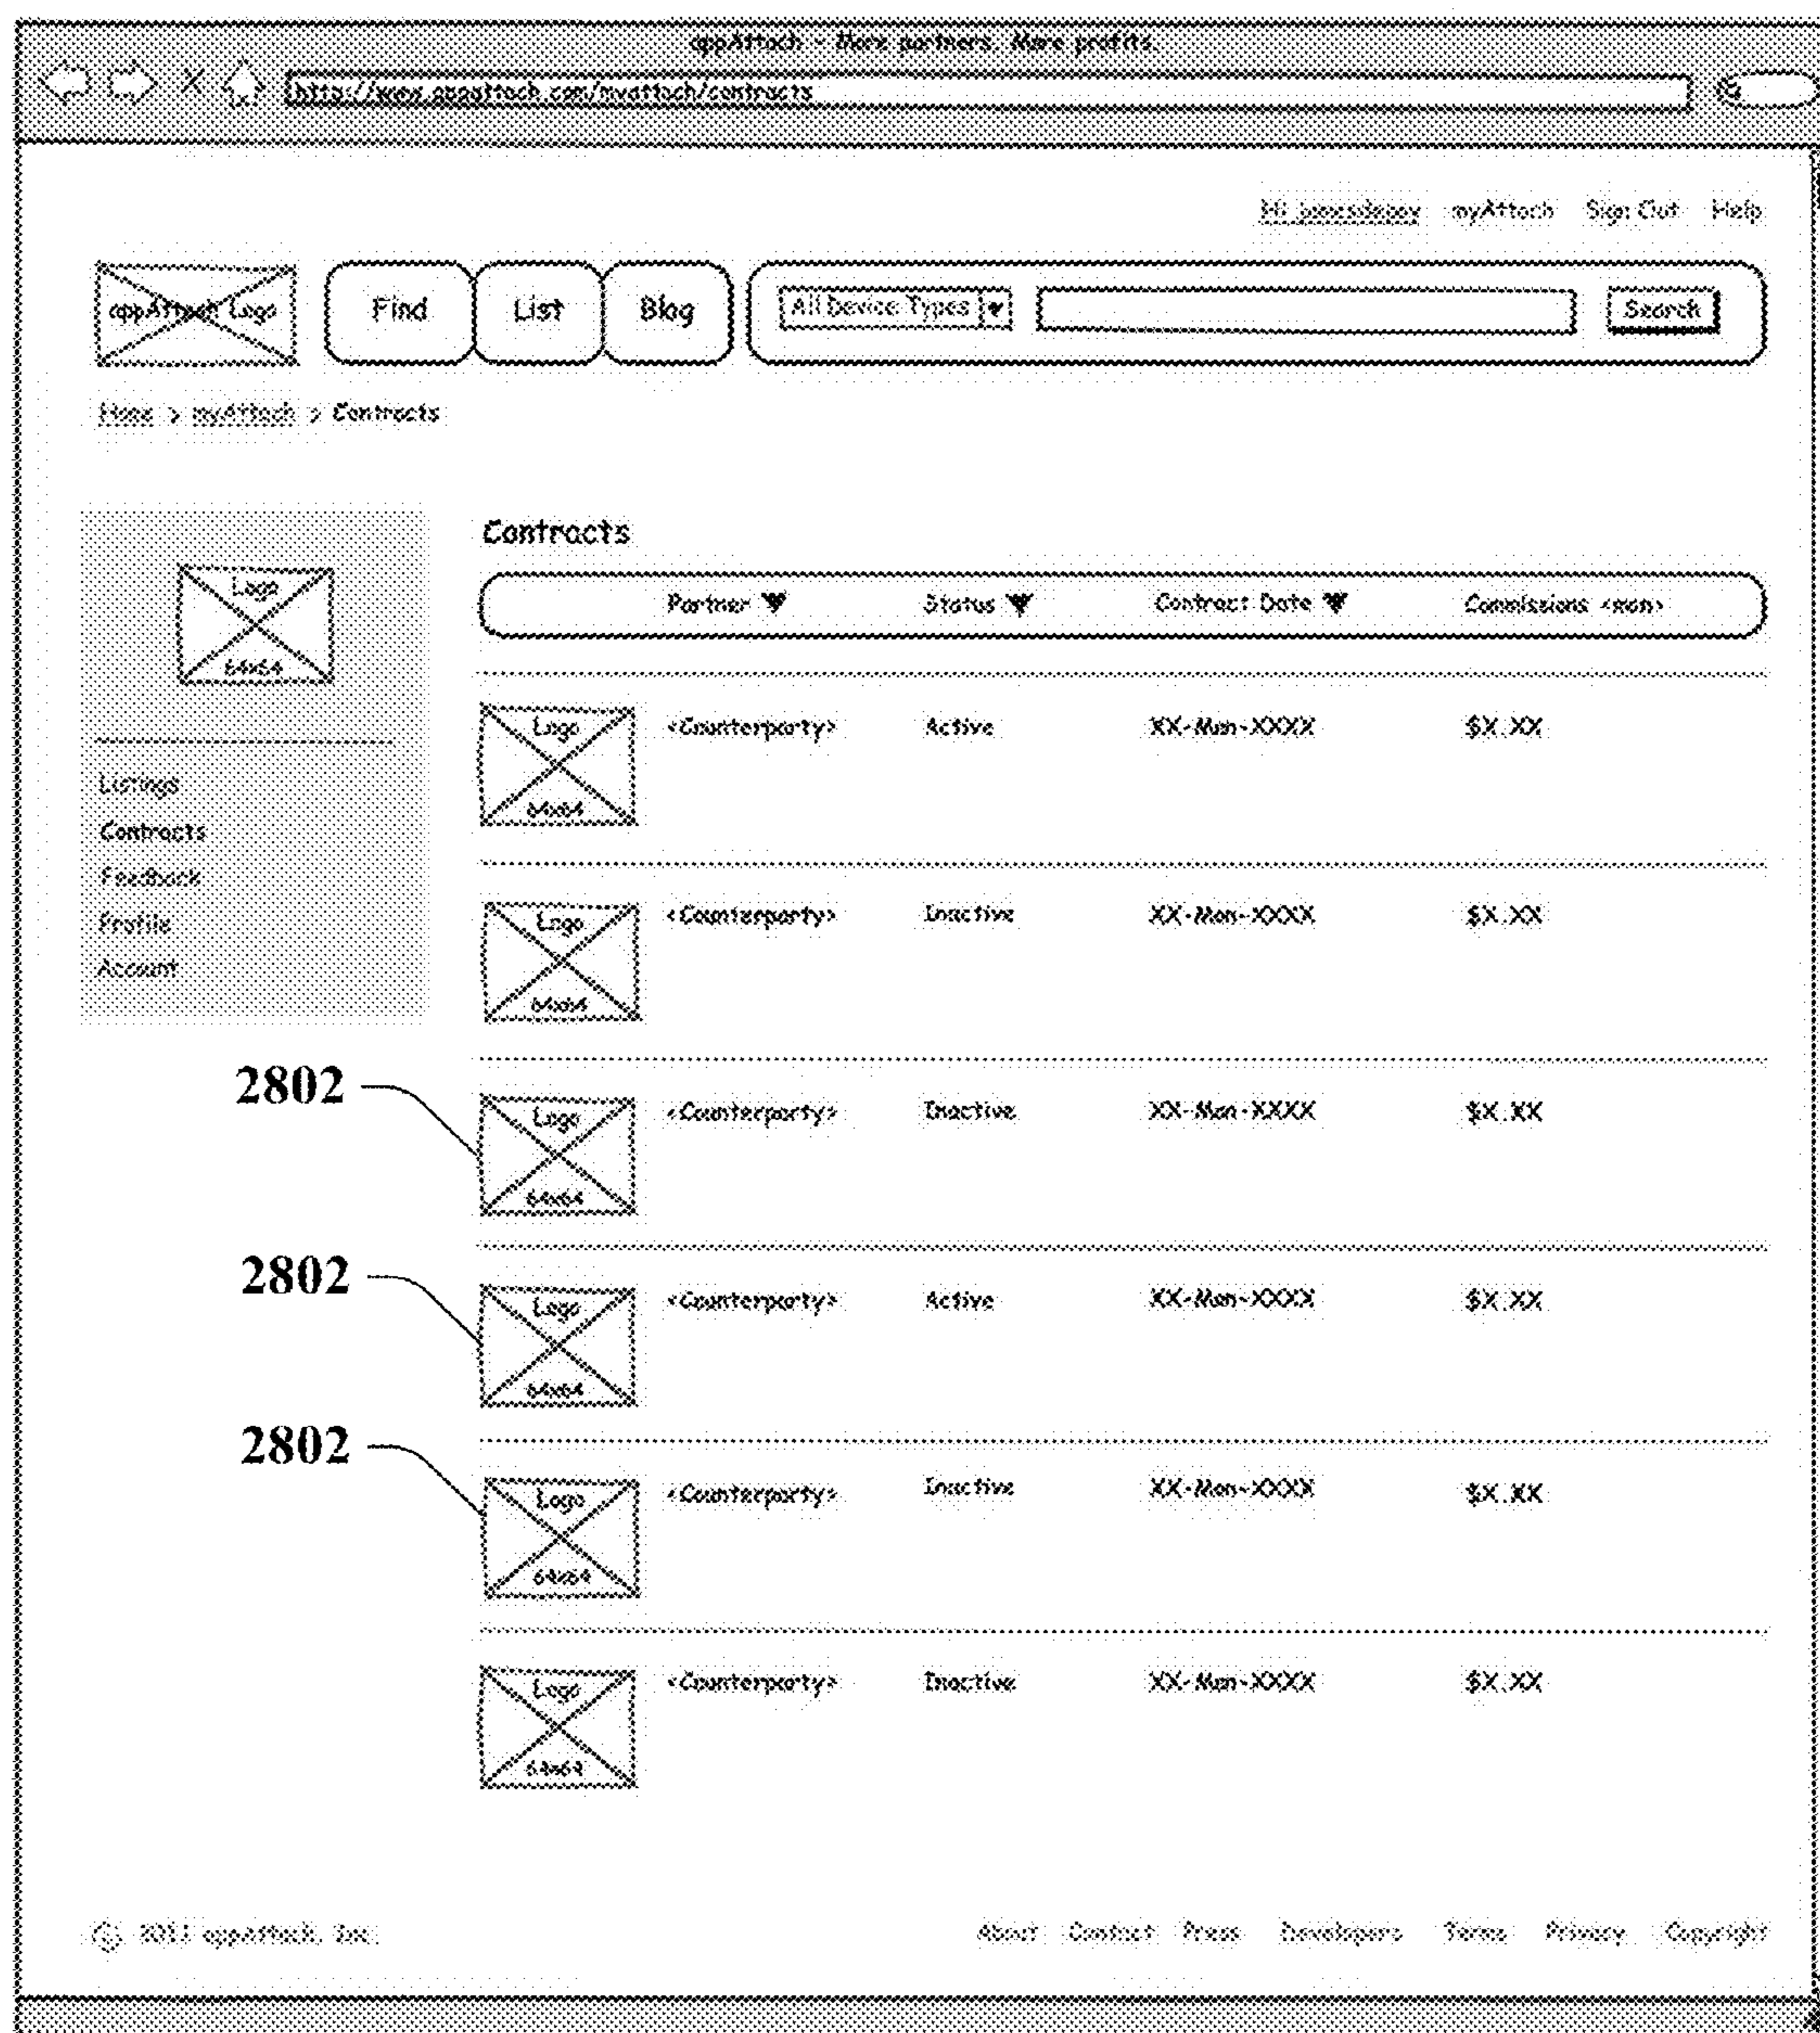 appAttach - More partners. More profits.
http://www.appattach.com/myattach/contracts
Hi myAttach Sign Out Help
appAttach Logo Find List Blog All Device Types Search
Home > myAttach > Contracts
Logo
64x64
Listings
Contracts
Feedback
Profile
Account
Contracts
Partner Status Contract Date Commissions <mon>
Logo <Counterparty> Active XX-Mon-XXXX $X.XX
64x64
Logo <Counterparty> Inactive XX-Mon-XXXX $X.XX
64x64
2802
Logo <Counterparty> Inactive XX-Mon-XXXX $X.XX
64x64
2802
Logo <Counterparty> Active XX-Mon-XXXX $X.XX
64x64
2802
Logo <Counterparty> Inactive XX-Mon-XXXX $X.XX
64x64
Logo <Counterparty> Inactive XX-Mon-XXXX $X.XX
64x64
© 2011 appAttach, Inc. About Contact Press Developers Terms Privacy Copyright